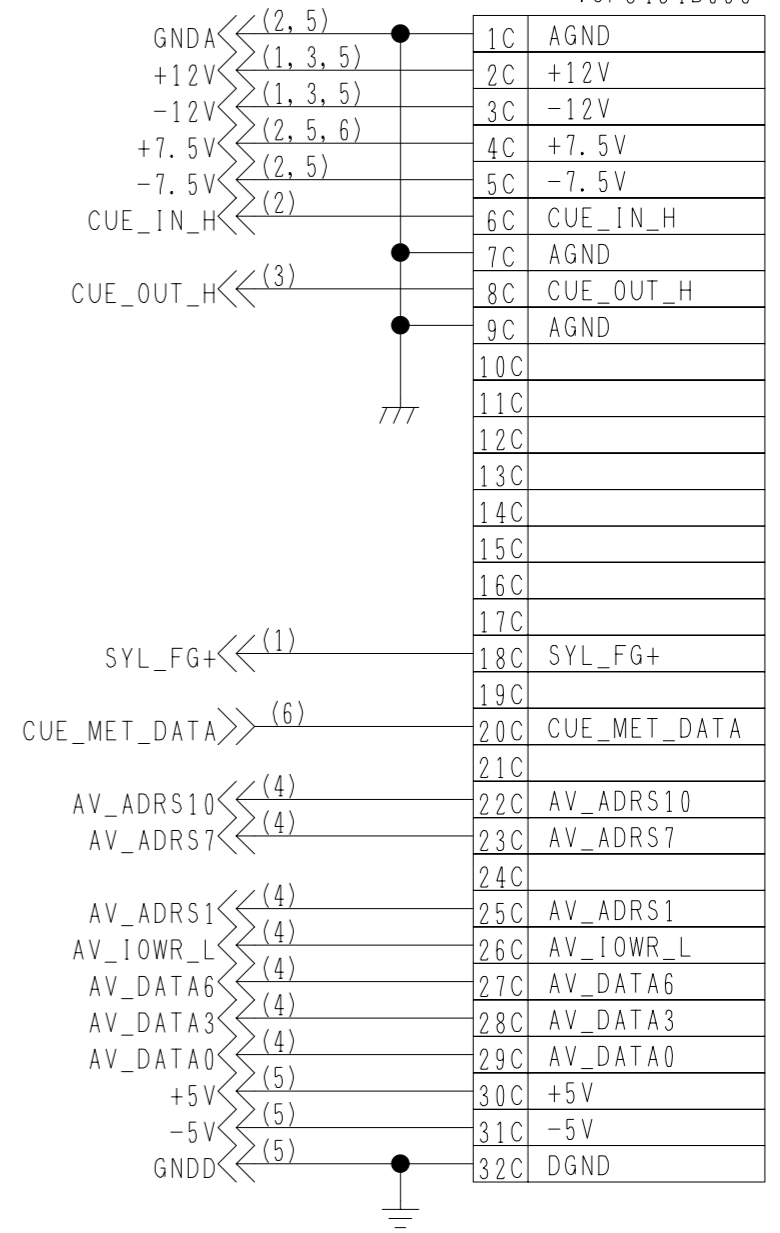 GNDA (2, 5) 1C AGND
+12V (1, 3, 5) 2C +12V
-12V (1, 3, 5) 3C -12V
+7.5V (2, 5, 6) 4C +7.5V
-7.5V (2, 5) 5C -7.5V
CUE_IN_H (2) 6C CUE_IN_H
7C AGND
CUE_OUT_H (3) 8C CUE_OUT_H
9C AGND
10C
11C
12C
13C
14C
15C
16C
17C
SYL_FG+ (1) 18C SYL_FG+
19C
CUE_MET_DATA (6) 20C CUE_MET_DATA
21C
AV_ADRS10 (4) 22C AV_ADRS10
AV_ADRS7 (4) 23C AV_ADRS7
24C
AV_ADRS1 (4) 25C AV_ADRS1
AV_IOWR_L (4) 26C AV_IOWR_L
AV_DATA6 (4) 27C AV_DATA6
AV_DATA3 (4) 28C AV_DATA3
AV_DATA0 (4) 29C AV_DATA0
+5V (5) 30C +5V
-5V (5) 31C -5V
GNDD (5) 32C DGND